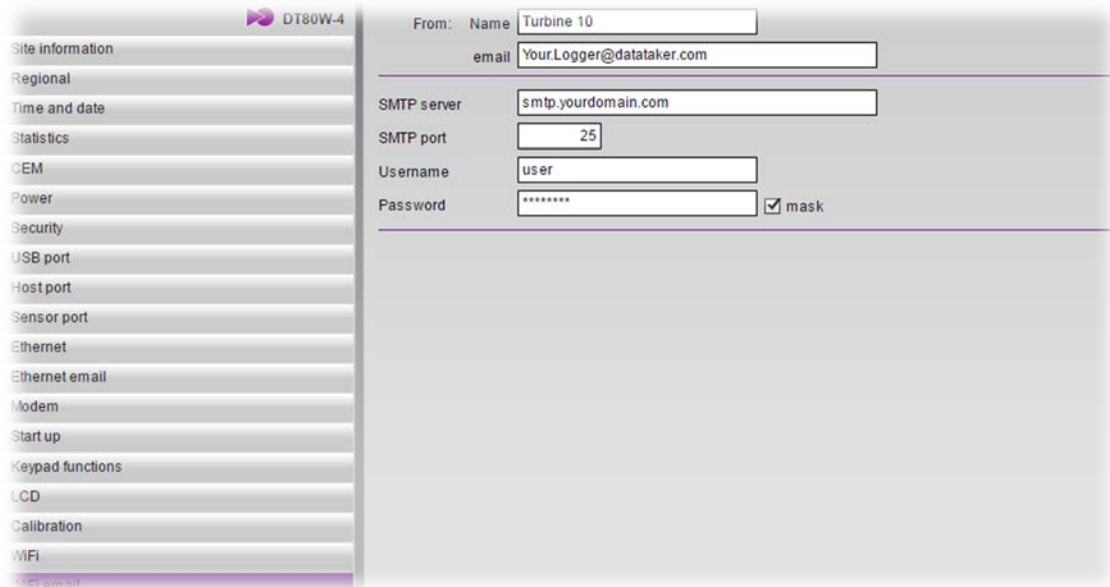 DT80W-4
Site information
Regional
Time and date
Statistics
CEM
Power
Security
USB port
Host port
Sensor port
Ethernet
Ethernet email
Modem
Start up
Keypad functions
LCD
Calibration
WiFi
WiFi email
From: Name Turbine 10
email Your.Logger@datataker.com
SMTP server smtp.yourdomain.com
SMTP port 25
Username user
Password ********
mask